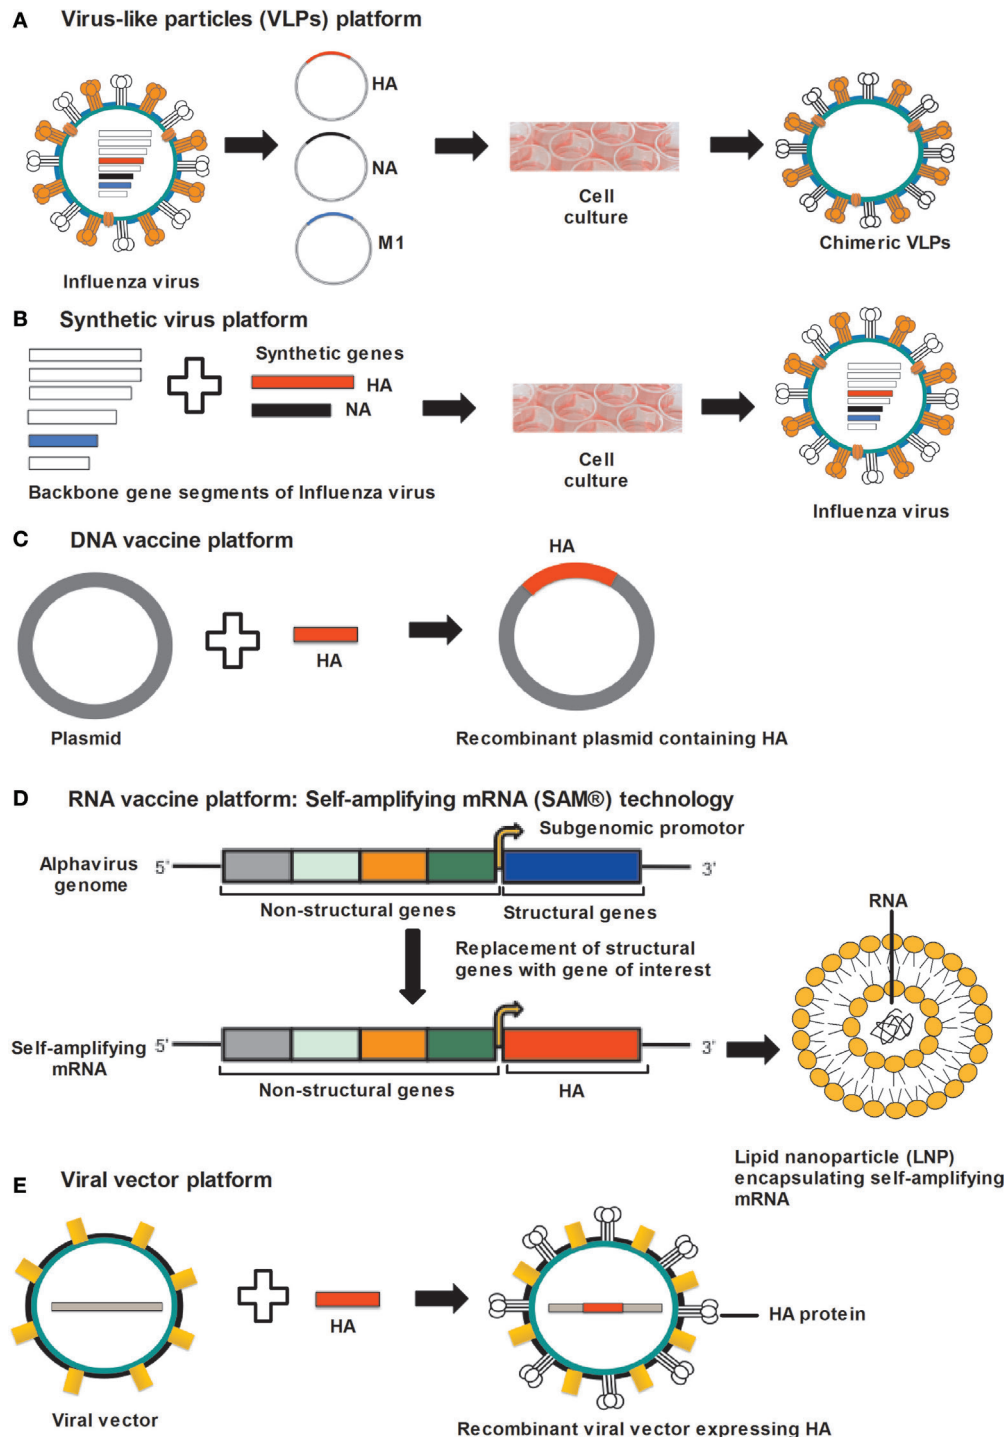 A Virus-like particles (VLPs) platform
HA
NA
M1
Cell
culture
Influenza virus
Chimeric VLPs
B Synthetic virus platform
Synthetic genes
HA
NA
Cell
culture
Backbone gene segments of Influenza virus
Influenza virus
C DNA vaccine platform
HA
HA
Plasmid
Recombinant plasmid containing HA
D RNA vaccine platform: Self-amplifying mRNA (SAM®) technology
Subgenomic promotor
Alphavirus
genome
5'
3'
Non-structural genes
Structural genes
RNA
Replacement of structural
genes with gene of interest
Self-amplifying
mRNA
5'
3'
Non-structural genes
HA
Lipid nanoparticle (LNP)
encapsulating self-amplifying
mRNA
E Viral vector platform
HA
HA protein
Viral vector
Recombinant viral vector expressing HA